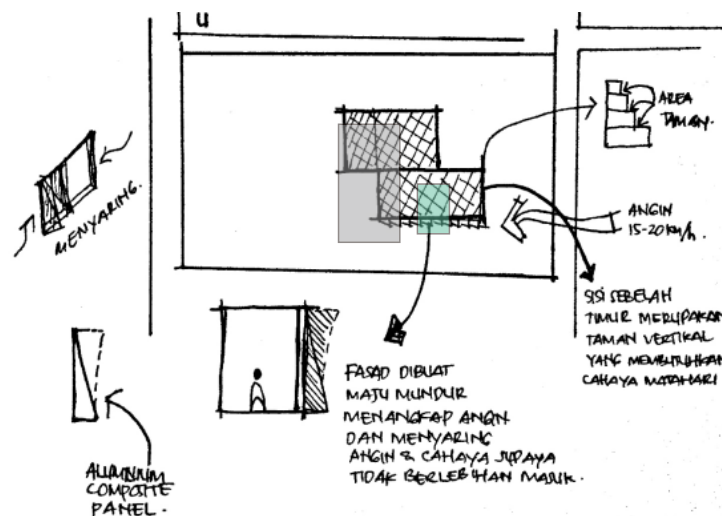 U
AREA
TAMAN.
MENYARING.
ANGIN
15-20 Km/h.
SISI SEBELAH
TIMUR MERUPAKAN
TAMAN VERTIKAL
YANG MEMBUTUHKAN
CAHAYA MATAHARI
FASAD DIBUAT
MAJU MUNDUR
MENANGKAP ANGIN
DAN MENYARING
ANGIN & CAHAYA SUPAYA
TIDAK BERLEBIHAN MASUK.
ALUMINIUM
COMPOSITE
PANEL.